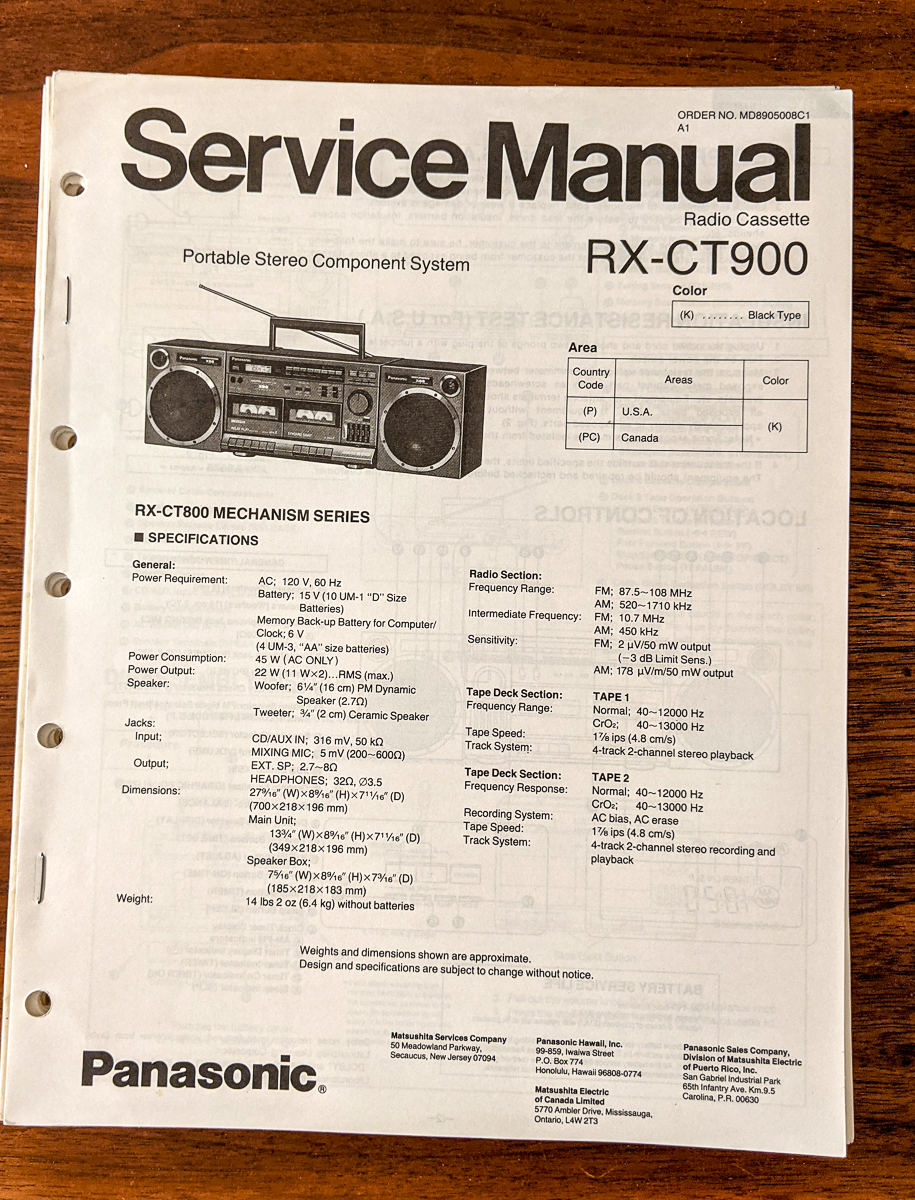 ORDER NO. MD8905008C1
A1
Service Manual
Radio Cassette
RX-CT900
Portable Stereo Component System
Color
(K) ........ Black Type
Area
Country Code Areas Color
(P) U.S.A. (K)
(PC) Canada
Panasonic
Panasonic
Panasonic
RX-CT800 MECHANISM SERIES
■ SPECIFICATIONS
General:
Power Requirement: AC; 120 V, 60 Hz
Battery; 15 V (10 UM-1 "D" Size
Batteries)
Memory Back-up Battery for Computer/
Clock; 6 V
(4 UM-3, "AA" size batteries)
Power Consumption: 45 W (AC ONLY)
Power Output: 22 W (11 W×2)...RMS (max.)
Speaker: Woofer; 6¼" (16 cm) PM Dynamic
Speaker (2.7Ω)
Tweeter; ¾" (2 cm) Ceramic Speaker
Jacks:
Input; CD/AUX IN; 316 mV, 50 kΩ
MIXING MIC; 5 mV (200~600Ω)
Output; EXT. SP; 2.7~8Ω
HEADPHONES; 32Ω, ∅3.5
Dimensions: 27⁹⁄₁₆" (W)×8⁹⁄₁₆" (H)×7¹¹⁄₁₆" (D)
(700×218×196 mm)
Main Unit;
13¾" (W)×8⁹⁄₁₆" (H)×7¹¹⁄₁₆" (D)
(349×218×196 mm)
Speaker Box;
7⁵⁄₁₆" (W)×8⁹⁄₁₆" (H)×7³⁄₁₆" (D)
(185×218×183 mm)
Weight: 14 lbs 2 oz (6.4 kg) without batteries
Radio Section:
Frequency Range: FM; 87.5~108 MHz
AM; 520~1710 kHz
Intermediate Frequency: FM; 10.7 MHz
AM; 450 kHz
Sensitivity: FM; 2 µV/50 mW output
(−3 dB Limit Sens.)
AM; 178 µV/m/50 mW output
Tape Deck Section: TAPE 1
Frequency Range: Normal; 40~12000 Hz
CrO₂; 40~13000 Hz
Tape Speed: 1⅞ ips (4.8 cm/s)
Track System: 4-track 2-channel stereo playback
Tape Deck Section: TAPE 2
Frequency Response: Normal; 40~12000 Hz
CrO₂; 40~13000 Hz
Recording System: AC bias, AC erase
Tape Speed: 1⅞ ips (4.8 cm/s)
Track System: 4-track 2-channel stereo recording and
playback
Weights and dimensions shown are approximate.
Design and specifications are subject to change without notice.
Panasonic®
Matsushita Services Company
50 Meadowland Parkway,
Secaucus, New Jersey 07094
Panasonic Hawaii, Inc.
99-859, Iwaiwa Street
P.O. Box 774
Honolulu, Hawaii 96808-0774
Matsushita Electric
of Canada Limited
5770 Ambler Drive, Mississauga,
Ontario, L4W 2T3
Panasonic Sales Company,
Division of Matsushita Electric
of Puerto Rico, Inc.
San Gabriel Industrial Park
65th Infantry Ave. Km.9.5
Carolina, P.R. 00630